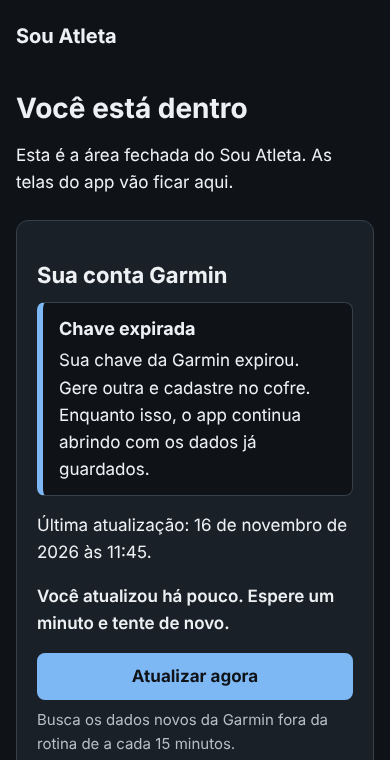 Sou Atleta
Você está dentro
Esta é a área fechada do Sou Atleta. As
telas do app vão ficar aqui.
Sua conta Garmin
Chave expirada
Sua chave da Garmin expirou.
Gere outra e cadastre no cofre.
Enquanto isso, o app continua
abrindo com os dados já
guardados.
Última atualização: 16 de novembro de
2026 às 11:45.
Você atualizou há pouco. Espere um
minuto e tente de novo.
Atualizar agora
Busca os dados novos da Garmin fora da
rotina de a cada 15 minutos.